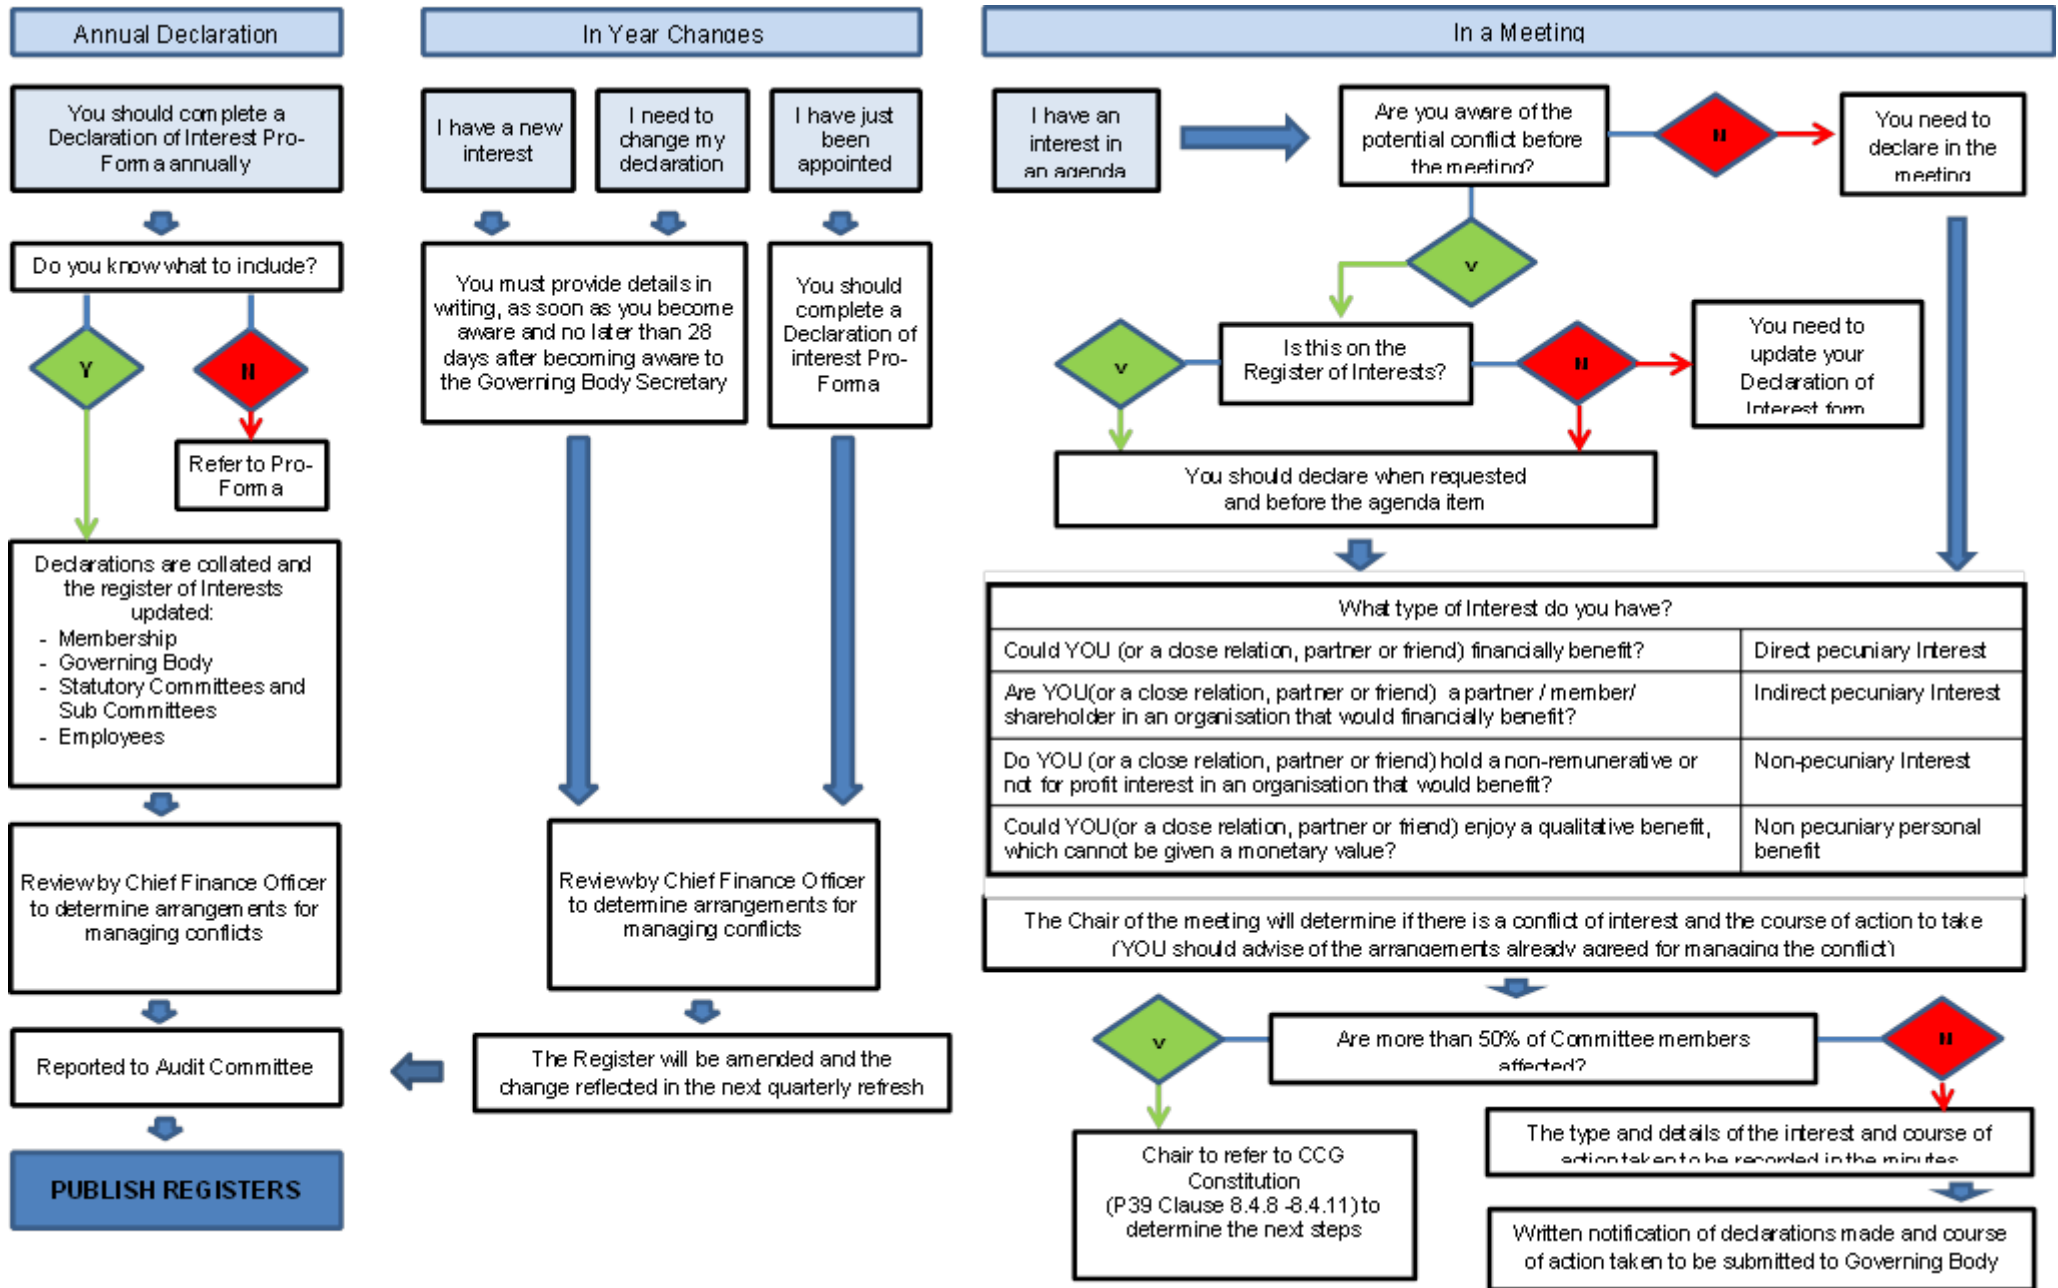 Annual Declaration
You should complete a
Declaration of Interest Pro-
Forma annually
Do you know what to include?
Y
N
Refer to Pro-
Forma
Declarations are collated and
the register of Interests
updated:
- Membership
- Governing Body
- Statutory Committees and
Sub Committees
- Employees
Review by Chief Finance Officer
to determine arrangements for
managing conflicts
Reported to Audit Committee
PUBLISH REGISTERS
In Year Changes
I have a new
interest
I need to
change my
declaration
I have just
been
appointed
You must provide details in
writing, as soon as you become
aware and no later than 28
days after becoming aware to
the Governing Body Secretary
You should
complete a
Declaration of
interest Pro-
Forma
Review by Chief Finance Officer
to determine arrangements for
managing conflicts
The Register will be amended and the
change reflected in the next quarterly refresh
In a Meeting
I have an
interest in
an agenda
Are you aware of the
potential conflict before
the meeting?
N
You need to
declare in the
meeting
Y
Is this on the
Register of Interests?
Y
N
You need to
update your
Declaration of
Interest form
You should declare when requested
and before the agenda item
What type of Interest do you have?
Could YOU (or a close relation, partner or friend) financially benefit?
Direct pecuniary Interest
Are YOU(or a close relation, partner or friend) a partner / member/
shareholder in an organisation that would financially benefit?
Indirect pecuniary Interest
Do YOU (or a close relation, partner or friend) hold a non-remunerative or
not for profit interest in an organisation that would benefit?
Non-pecuniary Interest
Could YOU(or a close relation, partner or friend) enjoy a qualitative benefit,
which cannot be given a monetary value?
Non pecuniary personal
benefit
The Chair of the meeting will determine if there is a conflict of interest and the course of action to take
(YOU should advise of the arrangements already agreed for managing the conflict)
Are more than 50% of Committee members
affected?
Y
N
Chair to refer to CCG
Constitution
(P39 Clause 8.4.8 -8.4.11) to
determine the next steps
The type and details of the interest and course of
action taken to be recorded in the minutes
Written notification of declarations made and course
of action taken to be submitted to Governing Body